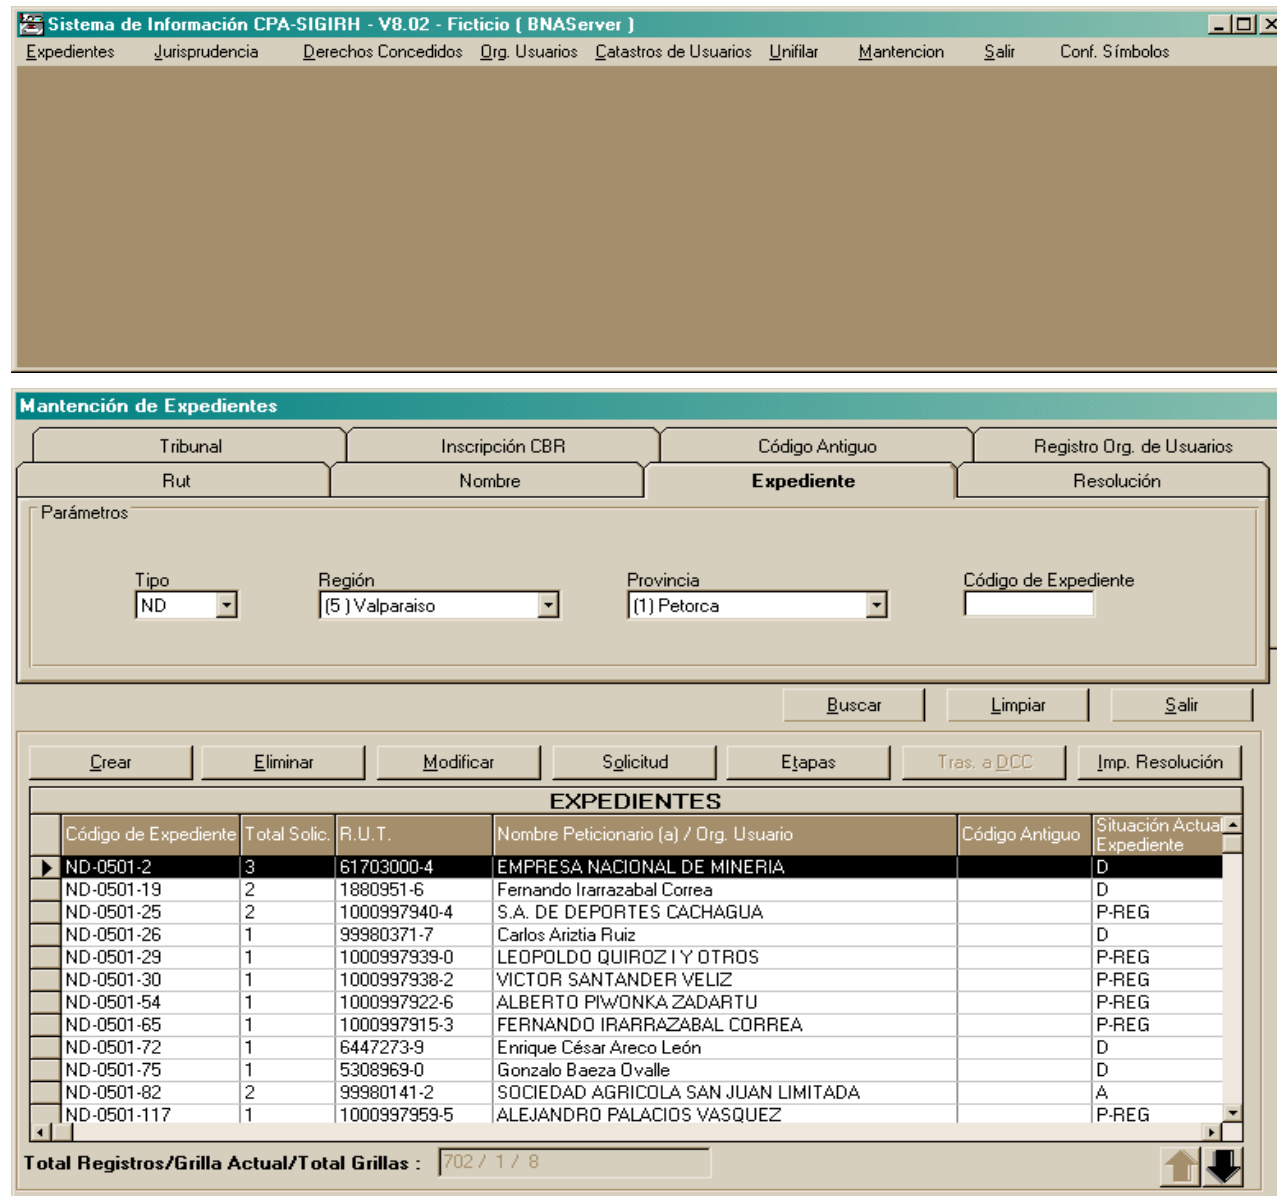 Sistema de Información CPA-SIGIRH - V8.02 - Ficticio ( BNAServer )
Expedientes Jurisprudencia Derechos Concedidos Org. Usuarios Catastros de Usuarios Unifilar Mantencion Salir Conf. Símbolos
Mantención de Expedientes
Tribunal Inscripción CBR Código Antiguo Registro Org. de Usuarios
Rut Nombre Expediente Resolución
Parámetros
Tipo Región Provincia Código de Expediente
ND (5 ) Valparaiso (1) Petorca
Buscar Limpiar Salir
Crear Eliminar Modificar Solicitud Etapas Tras. a DCC Imp. Resolución
EXPEDIENTES
Código de Expediente Total Solic. R.U.T. Nombre Peticionario (a) / Org. Usuario Código Antiguo Situación Actual
Expediente
ND-0501-2 3 61703000-4 EMPRESA NACIONAL DE MINERIA D
ND-0501-19 2 1880951-6 Fernando Irarrazabal Correa D
ND-0501-25 2 1000997940-4 S.A. DE DEPORTES CACHAGUA P-REG
ND-0501-26 1 99980371-7 Carlos Ariztia Ruiz D
ND-0501-29 1 1000997939-0 LEOPOLDO QUIROZ I Y OTROS P-REG
ND-0501-30 1 1000997938-2 VICTOR SANTANDER VELIZ P-REG
ND-0501-54 1 1000997922-6 ALBERTO PIWONKA ZADARTU P-REG
ND-0501-65 1 1000997915-3 FERNANDO IRARRAZABAL CORREA P-REG
ND-0501-72 1 6447273-9 Enrique César Areco León D
ND-0501-75 1 5308969-0 Gonzalo Baeza Ovalle D
ND-0501-82 2 99980141-2 SOCIEDAD AGRICOLA SAN JUAN LIMITADA A
ND-0501-117 1 1000997959-5 ALEJANDRO PALACIOS VASQUEZ P-REG
Total Registros/Grilla Actual/Total Grillas : 702 / 1 / 8